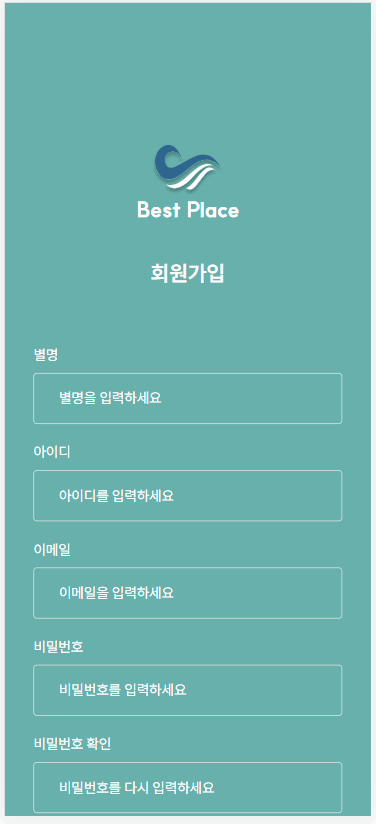 Best Place
회원가입
별명
별명을 입력하세요
아이디
아이디를 입력하세요
이메일
이메일을 입력하세요
비밀번호
비밀번호를 입력하세요
비밀번호 확인
비밀번호를 다시 입력하세요